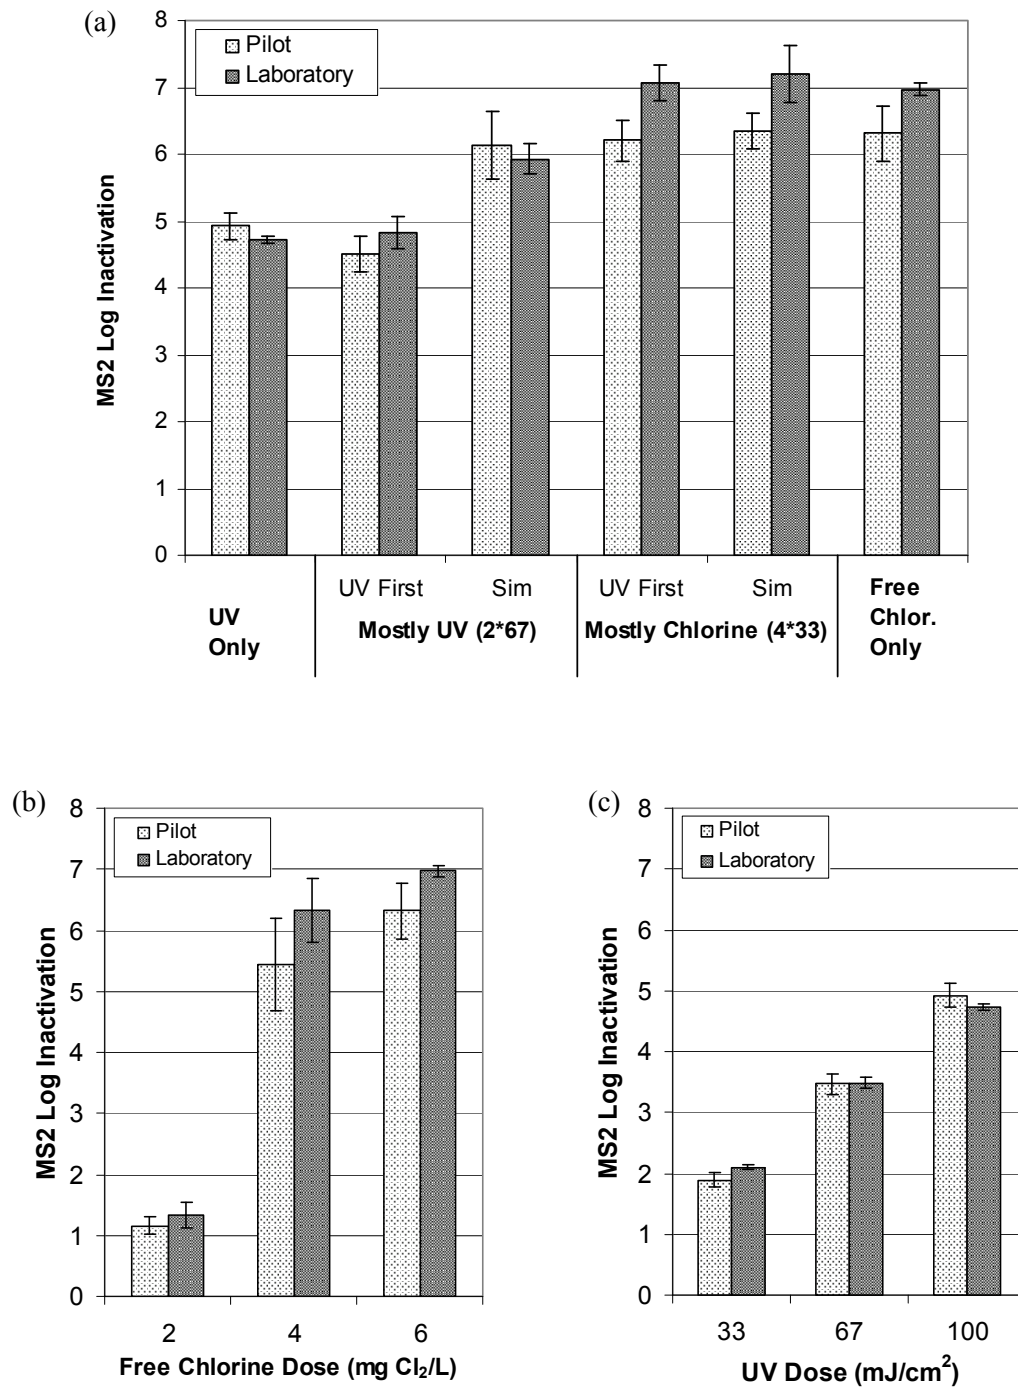 (a)
8
7
6
5
4
3
2
1
0
MS2 Log Inactivation
Pilot
Laboratory
UV First Sim UV First Sim
UV Only
Mostly UV (2*67) Mostly Chlorine (4*33)
Free Chlor. Only
(b)
8
7
6
5
4
3
2
1
0
MS2 Log Inactivation
Pilot
Laboratory
2 4 6
Free Chlorine Dose (mg Cl₂/L)
(c)
8
7
6
5
4
3
2
1
0
MS2 Log Inactivation
Pilot
Laboratory
33 67 100
UV Dose (mJ/cm²)